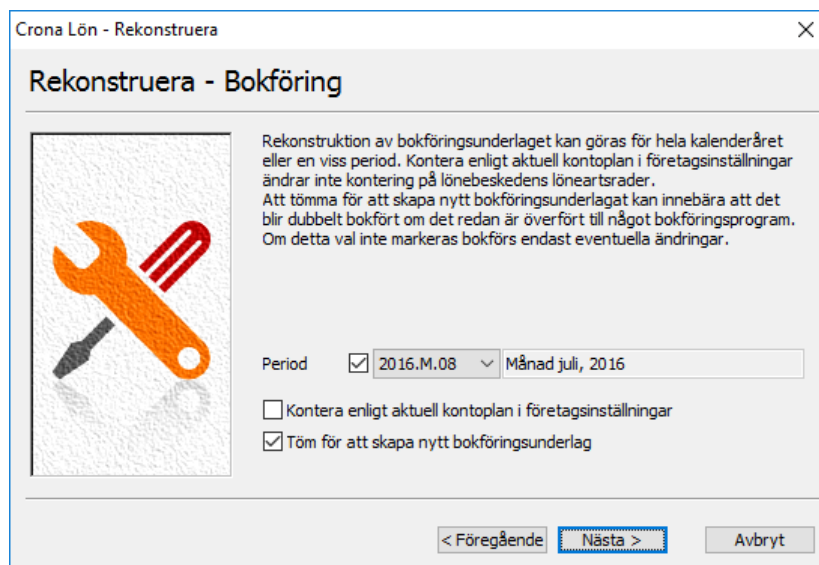 Crona Lön - Rekonstruera
Rekonstruera - Bokföring
Rekonstruktion av bokföringsunderlaget kan göras för hela kalenderåret
eller en viss period. Kontera enligt aktuell kontoplan i företagsinställningar
ändrar inte kontering på lönebeskedens löneartsrader.
Att tömma för att skapa nytt bokföringsunderlagat kan innebära att det
blir dubbelt bokfört om det redan är överfört till något bokföringsprogram.
Om detta val inte markeras bokförs endast eventuella ändringar.
Period 2016.M.08 Månad juli, 2016
Kontera enligt aktuell kontoplan i företagsinställningar
Töm för att skapa nytt bokföringsunderlag
< Föregående Nästa > Avbryt